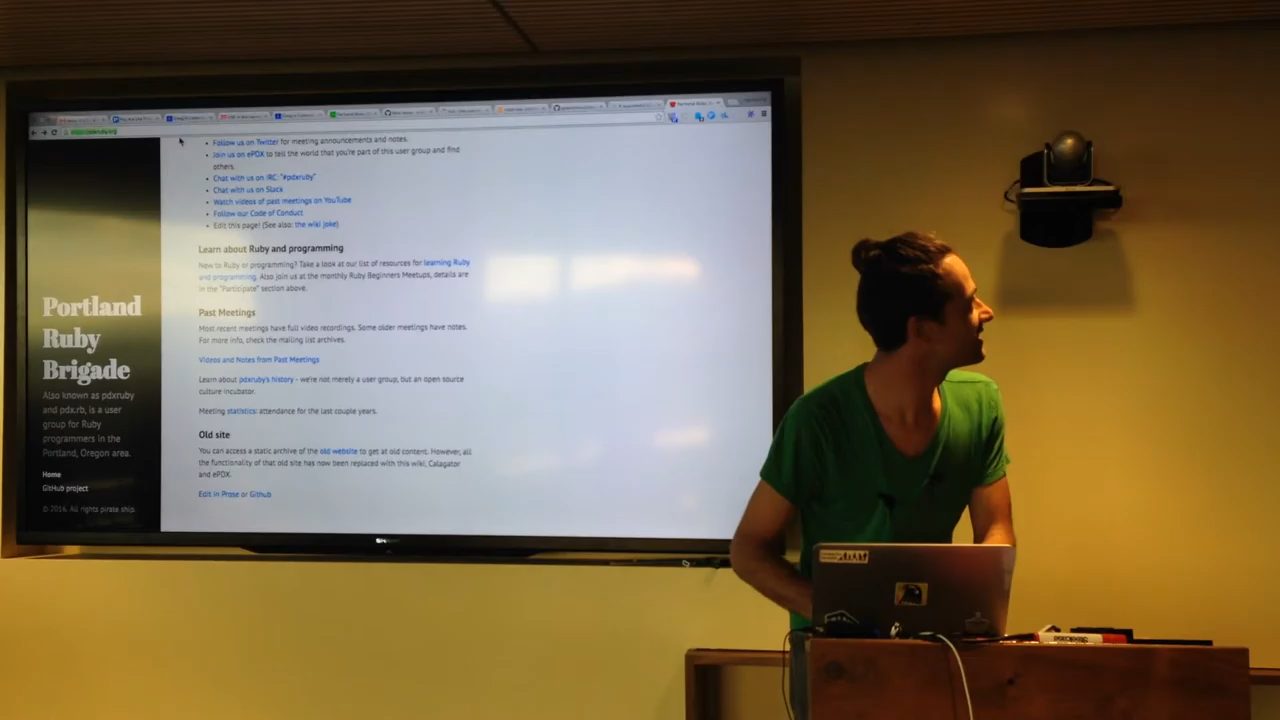 Follow us on Twitter for meeting announcements and notes.
Join us on ePDX to tell the world that you're part of this user group and find
others.
Chat with us on IRC: "#pdxruby"
Chat with us on Slack
Watch videos of past meetings on YouTube
Follow our Code of Conduct
Edit this page! (See also: the wiki joke)
Learn about Ruby and programming
New to Ruby or programming? Take a look at our list of resources for learning Ruby
and programming. Also join us at the monthly Ruby Beginners Meetups, details are
in the "Participate" section above.
Past Meetings
Most recent meetings have full video recordings. Some older meetings have notes.
For more info, check the mailing list archives.
Videos and Notes from Past Meetings
Learn about pdxruby's history - we're not merely a user group, but an open source
culture incubator.
Meeting statistics: attendance for the last couple years.
Old site
You can access a static archive of the old website to get at old content. However, all
the functionality of that old site has now been replaced with this wiki, Calagator
and ePDX.
Edit in Prose or Github
Portland
Ruby
Brigade
Also known as pdxruby
and pdx.rb, is a user
group for Ruby
programmers in the
Portland, Oregon area.
Home
GitHub project
© 2016. All rights pirate ship.
SHARP